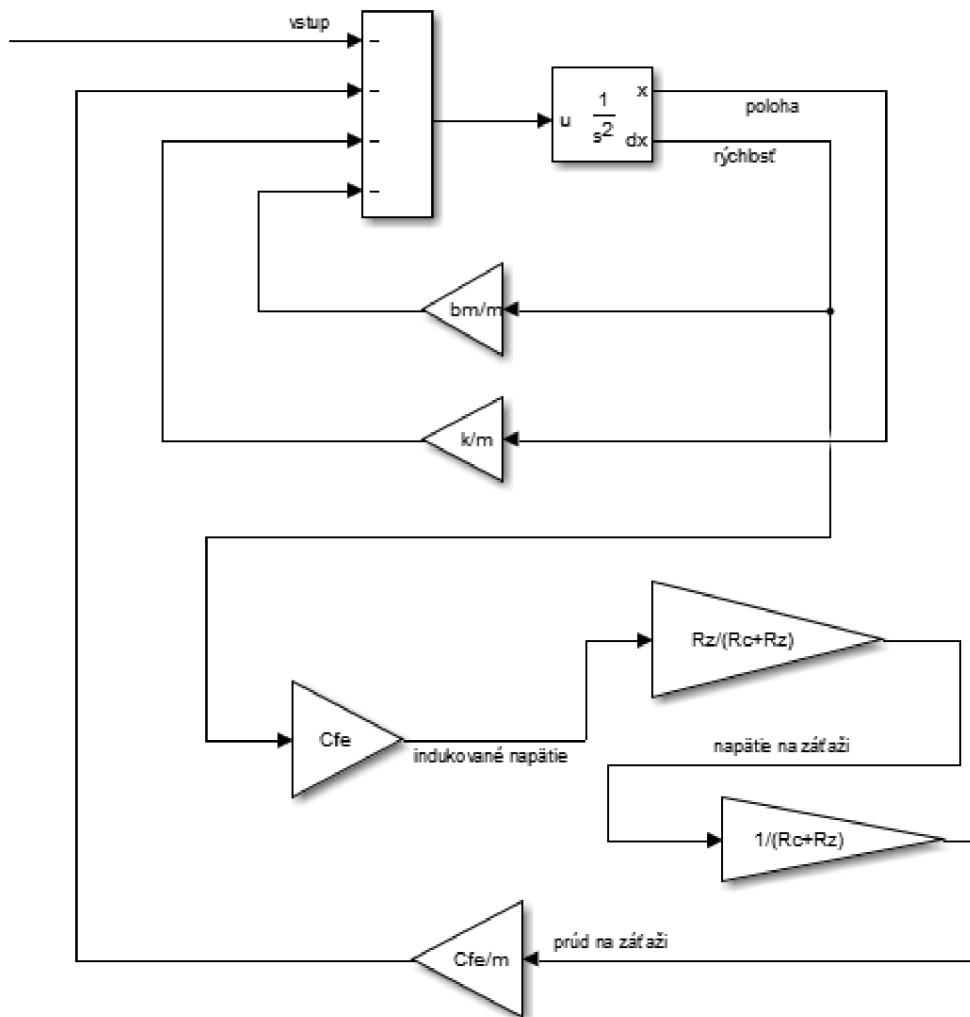 vstup
−
−
−
−
u
1
s²
x
dx
poloha
rýchlosť
bm/m
k/m
Rz/(Rc+Rz)
Cfe
indukované napätie
napätie na záťaži
1/(Rc+Rz)
Cfe/m
prúd na záťaži